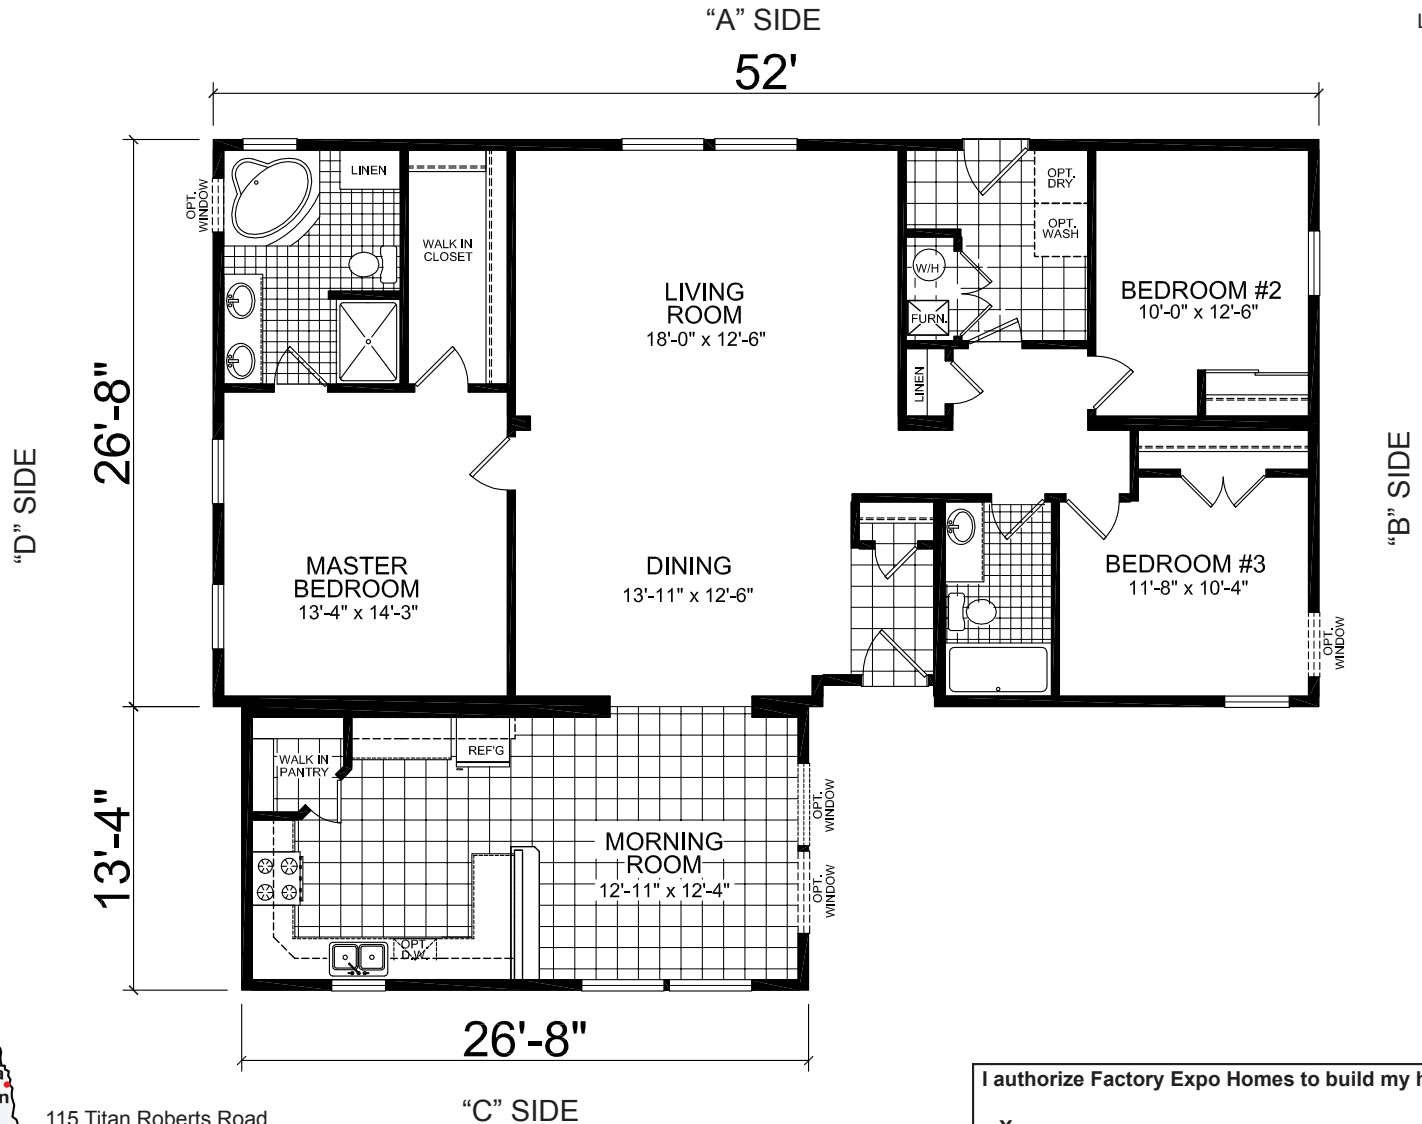 “A” SIDE
L
52'
26'-8"
13'-4"
“D” SIDE
“B” SIDE
OPT.
WINDOW
LINEN
WALK IN
CLOSET
LIVING
ROOM
18'-0" x 12'-6"
OPT.
DRY
OPT.
WASH
W/H
FURN.
LINEN
BEDROOM #2
10'-0" x 12'-6"
MASTER
BEDROOM
13'-4" x 14'-3"
DINING
13'-11" x 12'-6"
BEDROOM #3
11'-8" x 10'-4"
OPT.
WINDOW
WALK IN
PANTRY
REF'G
MORNING
ROOM
12'-11" x 12'-4"
OPT.
WINDOW
OPT.
WINDOW
OPT.
D.W.
26'-8"
“C” SIDE
a
n
115 Titan Roberts Road
I authorize Factory Expo Homes to build my h
X